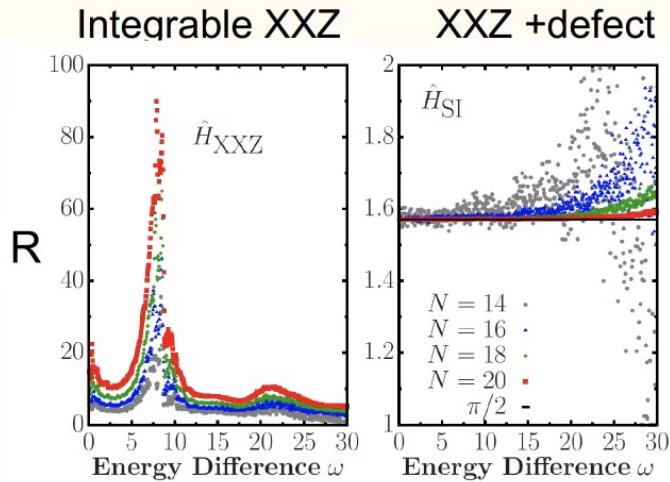 Integrable XXZ
XXZ +defect
R
100
80
60
40
20
0
Ĥ_XXZ
0 5 10 15 20 25 30
Energy Difference ω
2
1.8
1.6
1.4
1.2
1
Ĥ_SI
N = 14
N = 16
N = 18
N = 20
π/2
0 5 10 15 20 25 30
Energy Difference ω